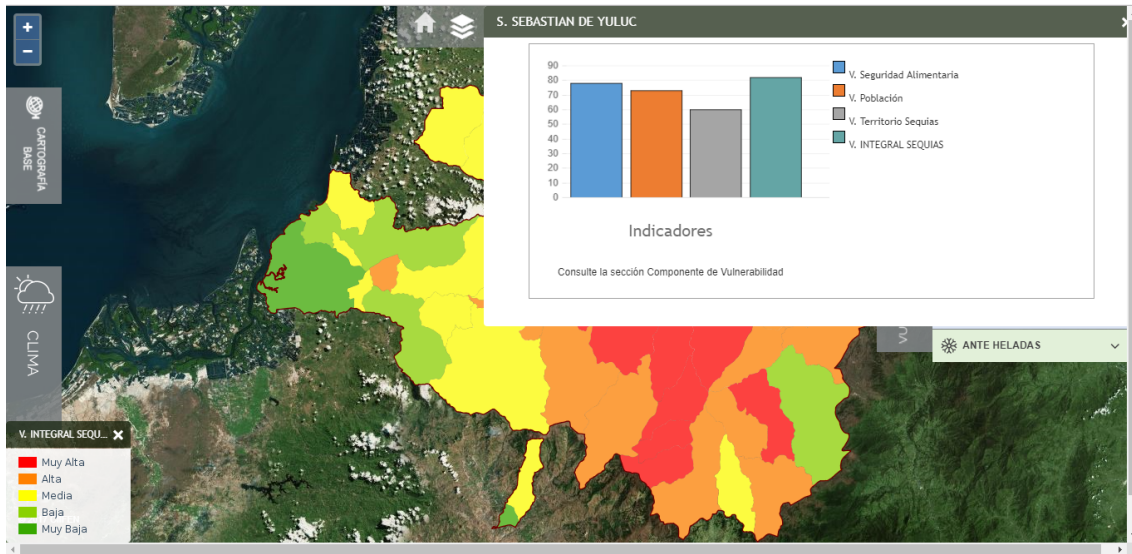 +
S. SEBASTIAN DE YULUC
−
CARTOGRAFÍA
BASE
90
80
70
60
50
40
30
20
10
0
V. Seguridad Alimentaria
V. Población
V. Territorio Sequias
V. INTEGRAL SEQUIAS
Indicadores
Consulte la sección Componente de Vulnerabilidad
CLIMA
VU
ANTE HELADAS
V. INTEGRAL SEQU...
Muy Alta
Alta
Media
Baja
Muy Baja